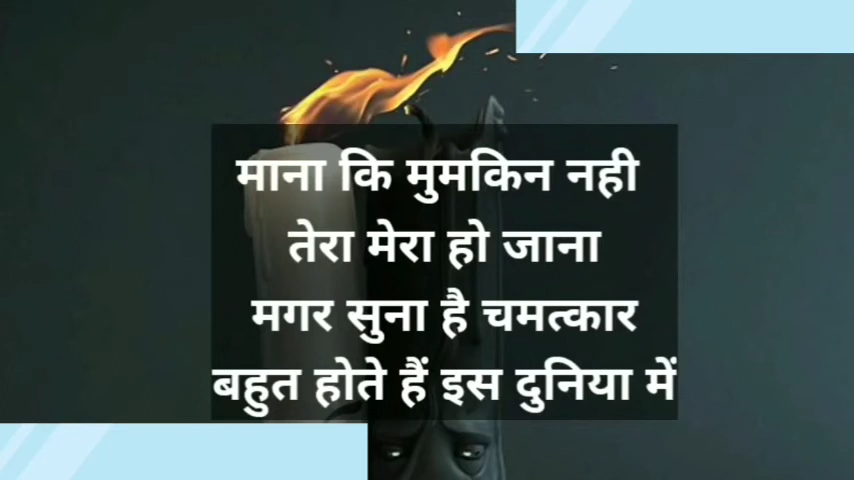 माना कि मुमकिन नही
तेरा मेरा हो जाना
मगर सुना है चमत्कार
बहुत होते हैं इस दुनिया में